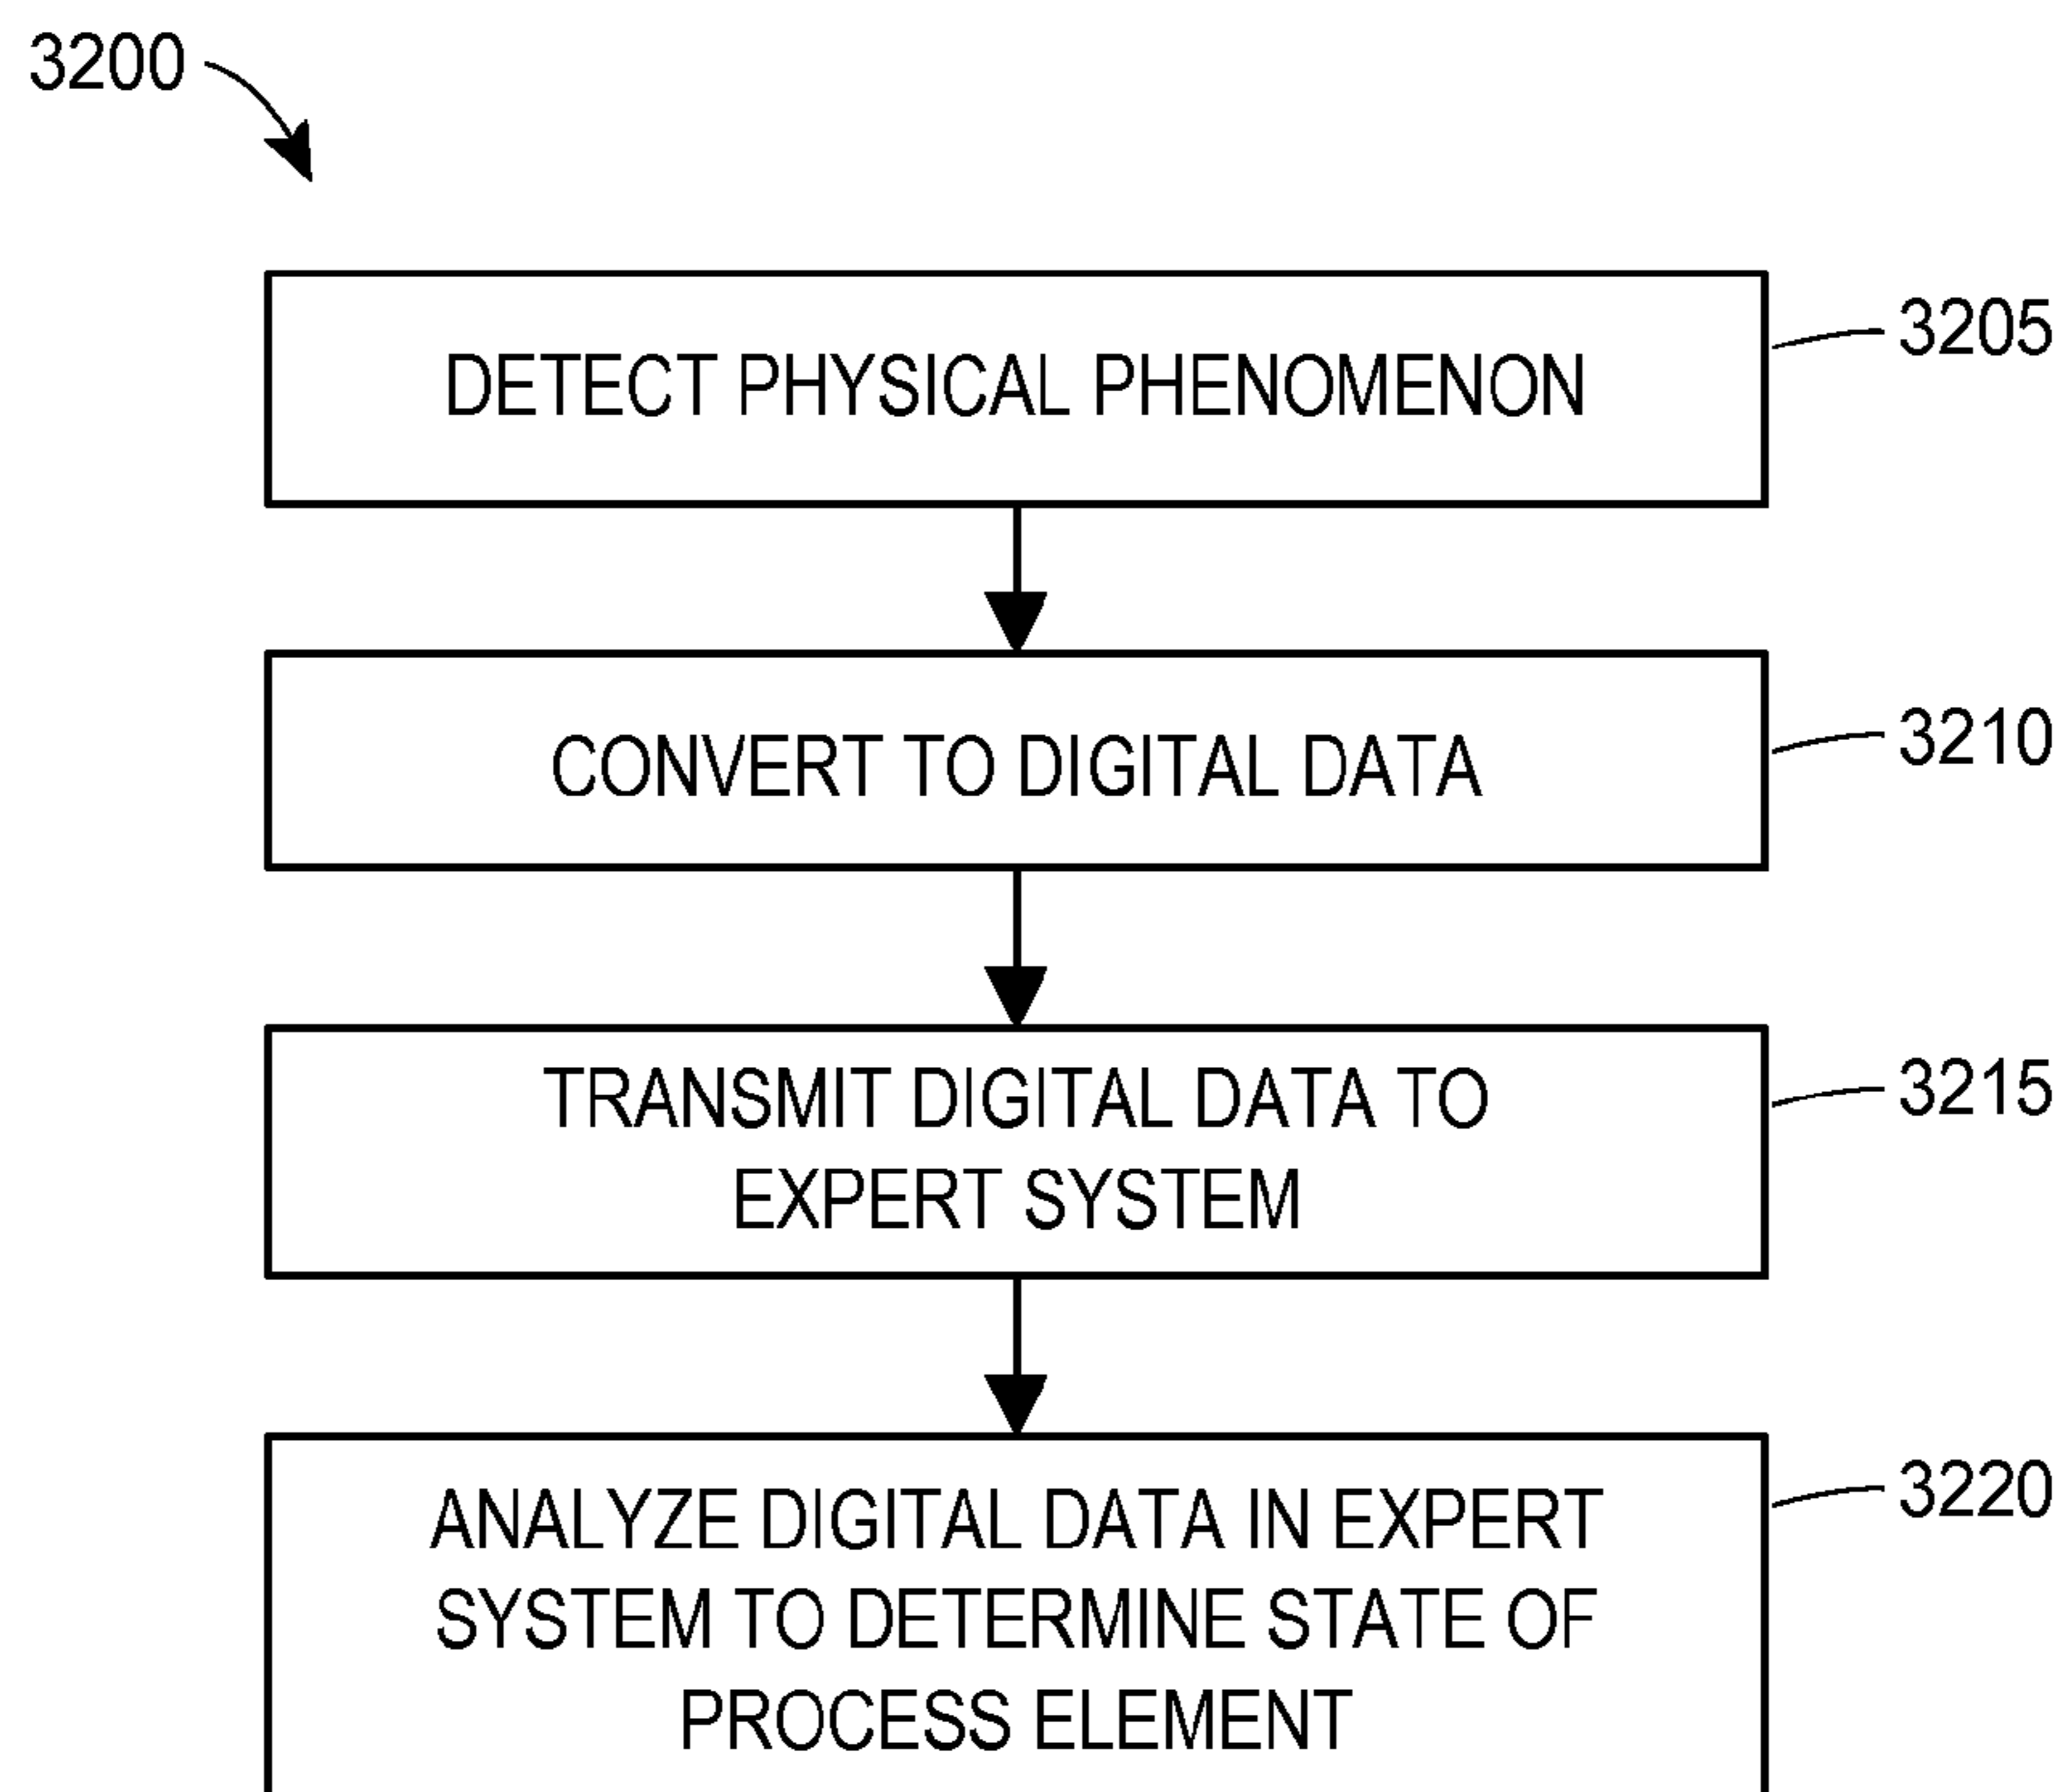 3200
DETECT PHYSICAL PHENOMENON
3205
CONVERT TO DIGITAL DATA
3210
TRANSMIT DIGITAL DATA TO
EXPERT SYSTEM
3215
ANALYZE DIGITAL DATA IN EXPERT
SYSTEM TO DETERMINE STATE OF
PROCESS ELEMENT
3220